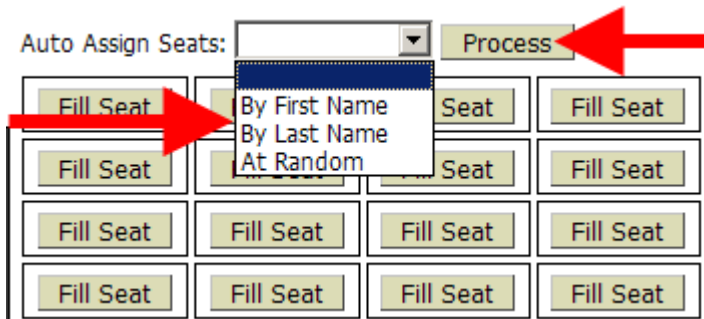 Auto Assign Seats: Process
Fill Seat Seat Fill Seat
By First Name
By Last Name
At Random
Fill Seat Seat Fill Seat
Fill Seat Fill Seat Fill Seat Fill Seat
Fill Seat Fill Seat Fill Seat Fill Seat